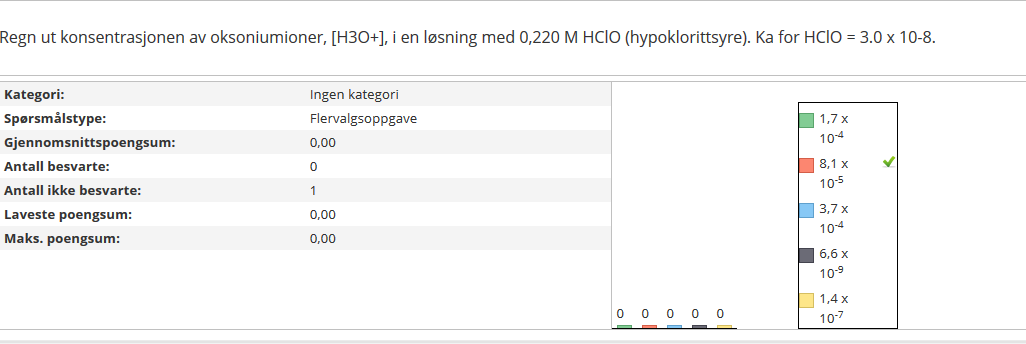 Regn ut konsentrasjonen av oksoniumioner, [H3O+], i en løsning med 0,220 M HClO (hypoklorittsyre). Ka for HClO = 3.0 x 10-8.
Kategori: Ingen kategori
Spørsmålstype: Flervalgsoppgave
Gjennomsnittspoengsum: 0,00
Antall besvarte: 0
Antall ikke besvarte: 1
Laveste poengsum: 0,00
Maks. poengsum: 0,00
0 0 0 0 0
1,7 x
10-4
8,1 x
10-5
3,7 x
10-4
6,6 x
10-9
1,4 x
10-7